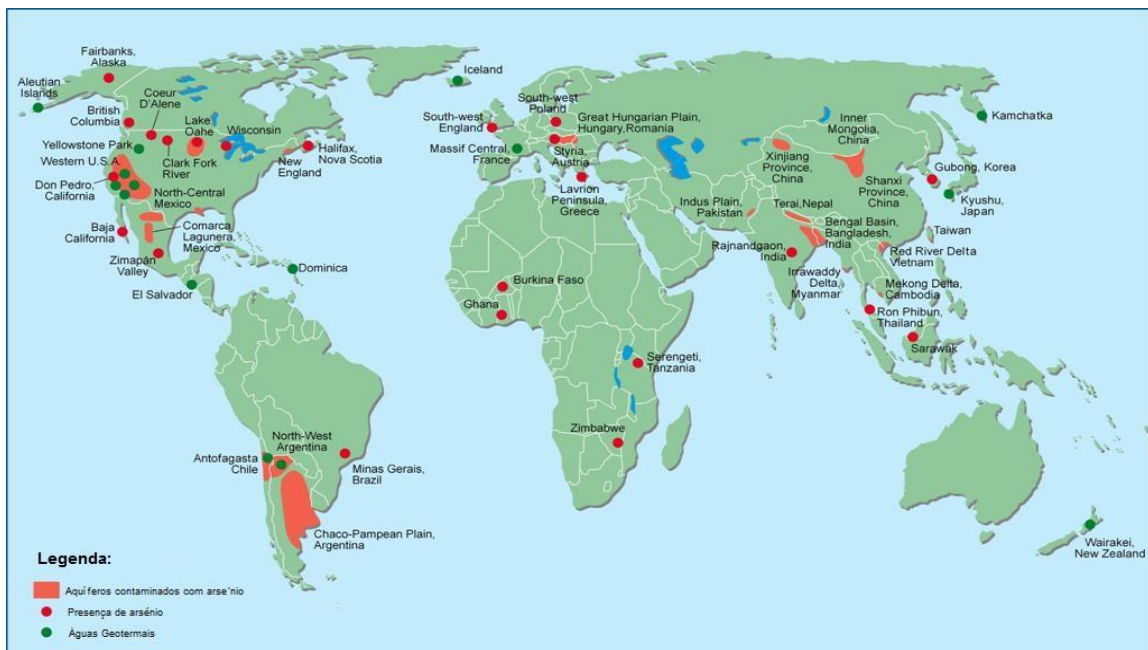 Fairbanks,
Alaska
Aleutian
Islands
Coeur
D'Alene
British
Columbia
Lake
Oahe
Wisconsin
Yellowstone Park
Western U.S.A.
Clark Fork
River
New
England
Halifax,
Nova Scotia
Don Pedro,
California
North-Central
Mexico
Baja
California
Comarca
Lagunera,
Mexico
Zimapán
Valley
El Salvador
Dominica
Iceland
South-west
England
South-west
Poland
Great Hungarian Plain,
Hungary,Romania
Massif Central,
France
Styria,
Austria
Lavrion
Peninsula,
Greece
Inner
Mongolia,
China
Kamchatka
Xinjiang
Province,
China
Gubong, Korea
Shanxi
Province,
China
Kyushu,
Japan
Indus Plain,
Pakistan
Terai,Nepal
Bengal Basin,
Bangladesh,
India
Taiwan
Rajnandgaon,
India
Red River Delta
Vietnam
Irrawaddy
Delta,
Myanmar
Mekong Delta,
Cambodia
Ron Phibun,
Thailand
Sarawak
Burkina Faso
Ghana
Serengeti,
Tanzania
Zimbabwe
North-West
Argentina
Antofagasta
Chile
Minas Gerais,
Brazil
Chaco-Pampean Plain,
Argentina
Wairakei,
New Zealand
Legenda:
Aquíferos contaminados com arse´nio
Presença de arsénio
Àguas Geotermais